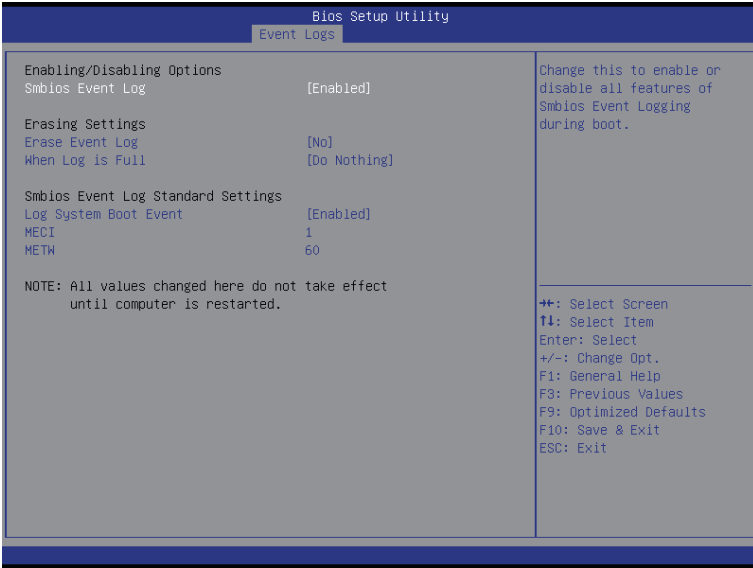 Bios Setup Utility
Event Logs
Enabling/Disabling Options
Smbios Event Log [Enabled]
Erasing Settings
Erase Event Log [No]
When Log is Full [Do Nothing]
Smbios Event Log Standard Settings
Log System Boot Event [Enabled]
MECI 1
METW 60
NOTE: All values changed here do not take effect
until computer is restarted.
Change this to enable or
disable all features of
Smbios Event Logging
during boot.
→←: Select Screen
↑↓: Select Item
Enter: Select
+/-: Change Opt.
F1: General Help
F3: Previous Values
F9: Optimized Defaults
F10: Save & Exit
ESC: Exit